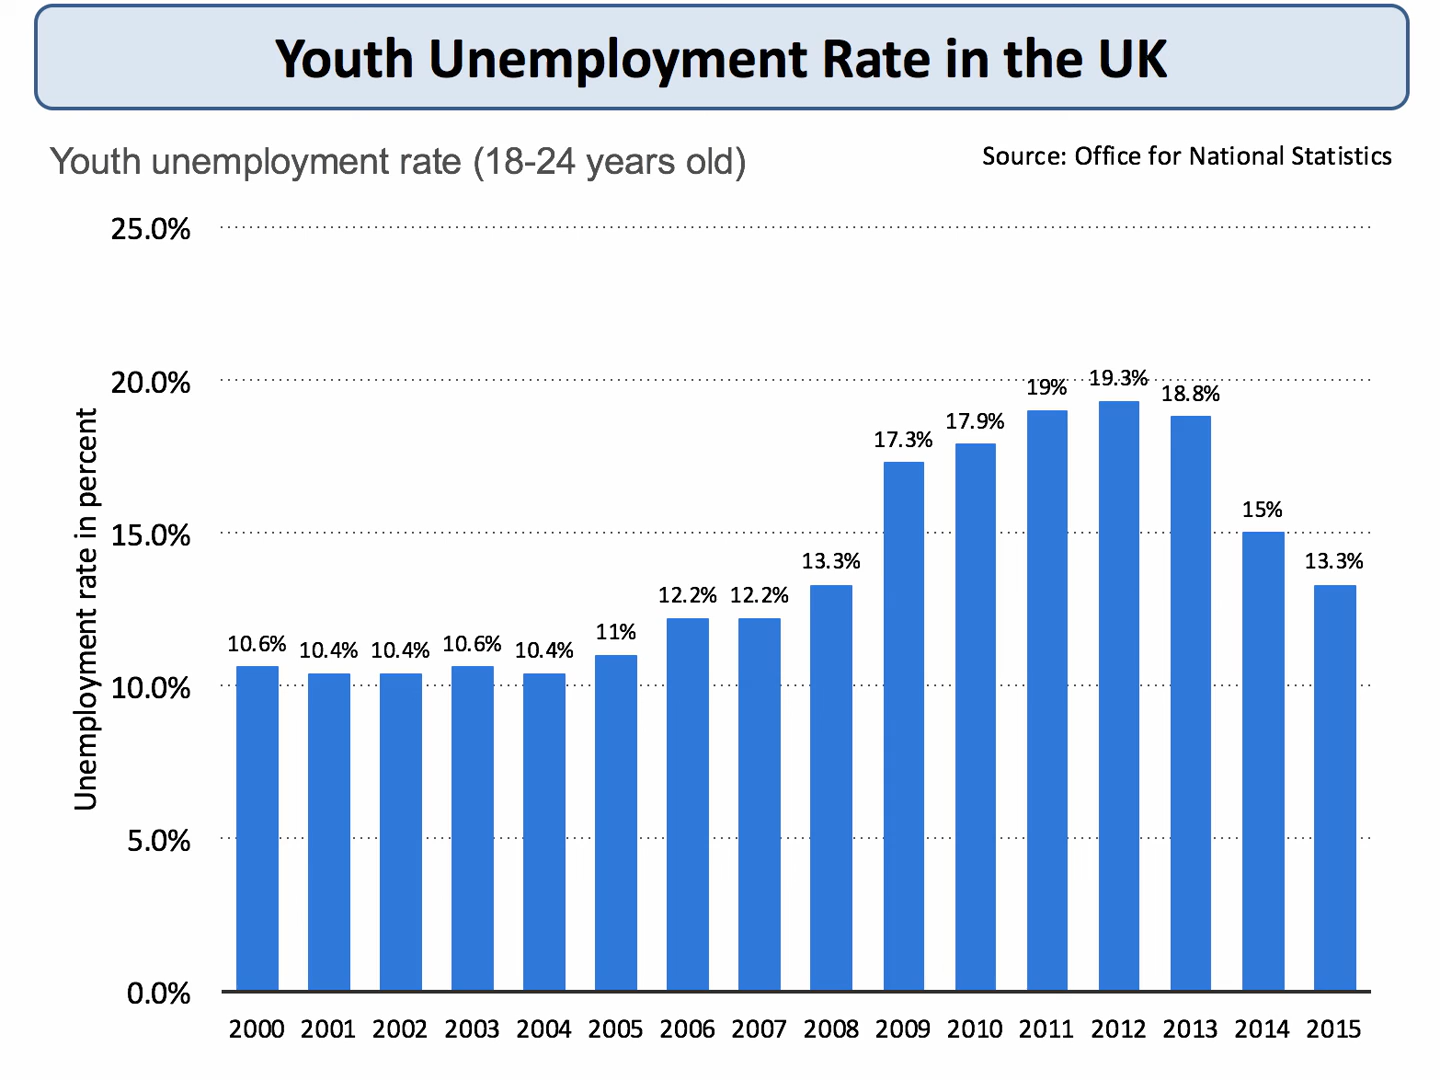 Youth Unemployment Rate in the UK
Youth unemployment rate (18-24 years old)
Source: Office for National Statistics
Unemployment rate in percent
25.0%
20.0%
15.0%
10.0%
5.0%
0.0%
10.6% 10.4% 10.4% 10.6% 10.4% 11% 12.2% 12.2% 13.3% 17.3% 17.9% 19% 19.3% 18.8% 15% 13.3%
2000 2001 2002 2003 2004 2005 2006 2007 2008 2009 2010 2011 2012 2013 2014 2015